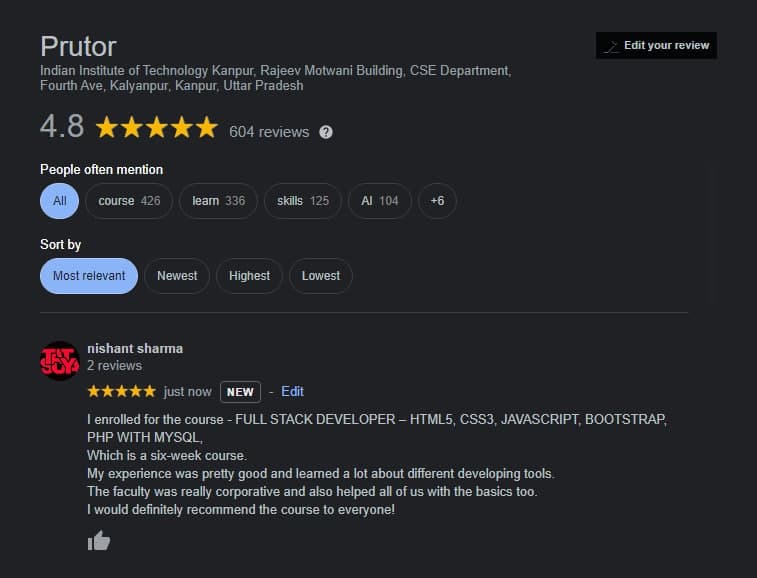 Prutor
Edit your review
Indian Institute of Technology Kanpur, Rajeev Motwani Building, CSE Department,
Fourth Ave, Kalyanpur, Kanpur, Uttar Pradesh
4.8 604 reviews ?
People often mention
All course 426 learn 336 skills 125 AI 104 +6
Sort by
Most relevant Newest Highest Lowest
nishant sharma
2 reviews
just now NEW - Edit
I enrolled for the course - FULL STACK DEVELOPER – HTML5, CSS3, JAVASCRIPT, BOOTSTRAP,
PHP WITH MYSQL,
Which is a six-week course.
My experience was pretty good and learned a lot about different developing tools.
The faculty was really corporative and also helped all of us with the basics too.
I would definitely recommend the course to everyone!